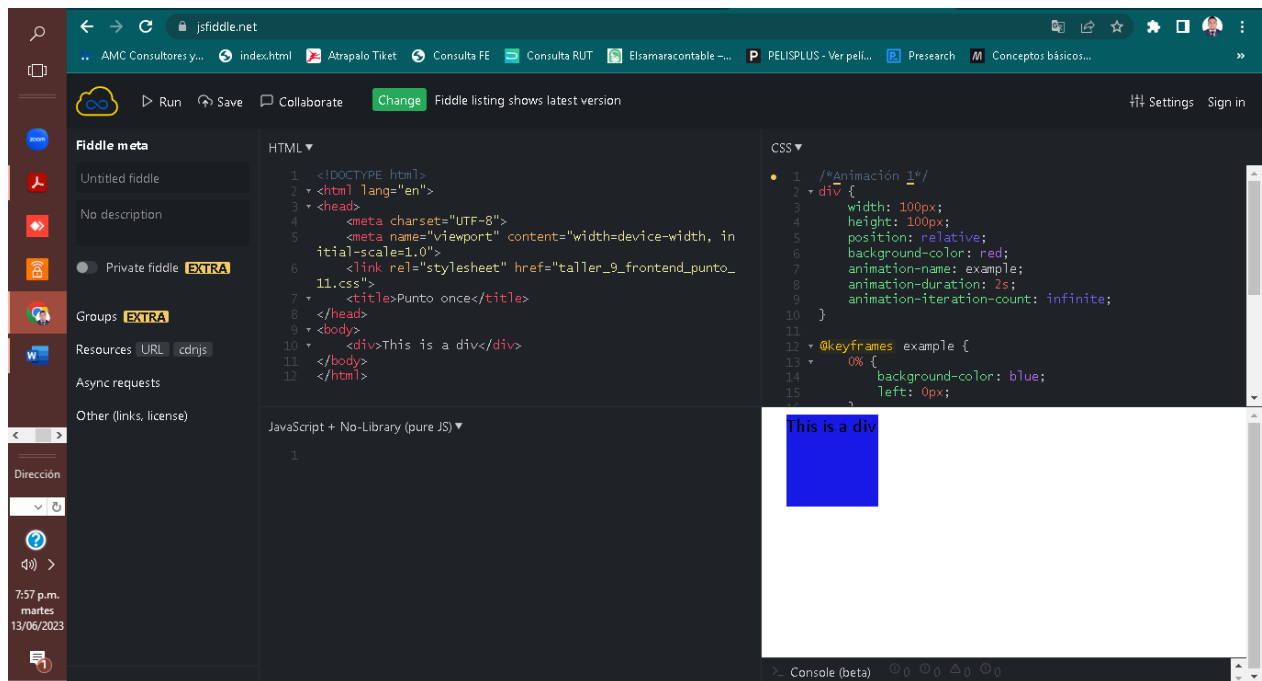 jsfiddle.net
AMC Consultores y... index.html Atrapalo Tiket Consulta FE Consulta RUT Elsamaracontable –... PELISPLUS - Ver pelí... Presearch Conceptos básicos... »
Run Save Collaborate Change Fiddle listing shows latest version Settings Sign in
zoom
Fiddle meta
Untitled fiddle
No description
Private fiddle EXTRA
Groups EXTRA
Resources URL cdnjs
Async requests
Other (links, license)
HTML
1 <!DOCTYPE html>
2 <html lang="en">
3 <head>
4 <meta charset="UTF-8">
5 <meta name="viewport" content="width=device-width, in
itial-scale=1.0">
6 <link rel="stylesheet" href="taller_9_frontend_punto_
11.css">
7 <title>Punto once</title>
8 </head>
9 <body>
10 <div>This is a div</div>
11 </body>
12 </html>
CSS
1 /*Animación 1*/
2 div {
3 width: 100px;
4 height: 100px;
5 position: relative;
6 background-color: red;
7 animation-name: example;
8 animation-duration: 2s;
9 animation-iteration-count: infinite;
10 }
11
12 @keyframes example {
13 0% {
14 background-color: blue;
15 left: 0px;
JavaScript + No-Library (pure JS)
1
This is a div
>_ Console (beta) 0 0 0 0
Dirección
7:57 p.m.
martes
13/06/2023
1